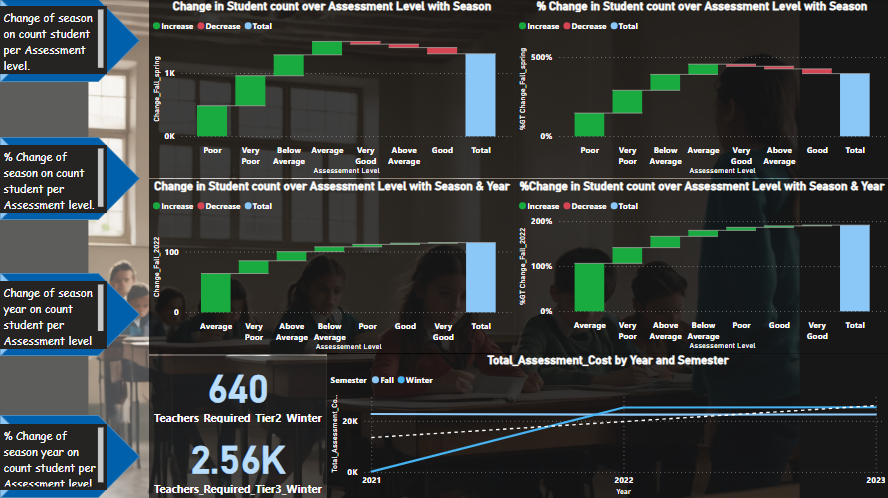 Change of season
on count student
per Assessment
level.
% Change of
season on count
student per
Assessment level.
Change of season
year on count
student per
Assessment level
% Change of
season year on
count student per
Assessment level
Change in Student count over Assessment Level with Season
Increase Decrease Total
Change_Fall_spring
1K
0K
Poor Very Poor Below Average Average Very Good Above Average Good Total
Assessement Level
% Change in Student count over Assessment Level with Season
Increase Decrease Total
%GT Change_Fall_spring
500%
0%
Poor Very Poor Below Average Average Very Good Above Average Good Total
Assessement Level
Change in Student count over Assessment Level with Season & Year
Increase Decrease Total
Change_Fall_2022
100
0
Average Very Poor Above Average Below Average Poor Good Very Good Total
Assessement Level
%Change in Student count over Assessment Level with Season & Year
Increase Decrease Total
%GT Change_Fall_2022
200%
100%
0%
Average Very Poor Above Average Below Average Poor Good Very Good Total
Assessement Level
640
Teachers_Required_Tier2_Winter
2.56K
Teachers_Required_Tier3_Winter
Total_Assessment_Cost by Year and Semester
Semester Fall Winter
Total_Assessment_Co...
20K
0K
2021 2022 2023
Year